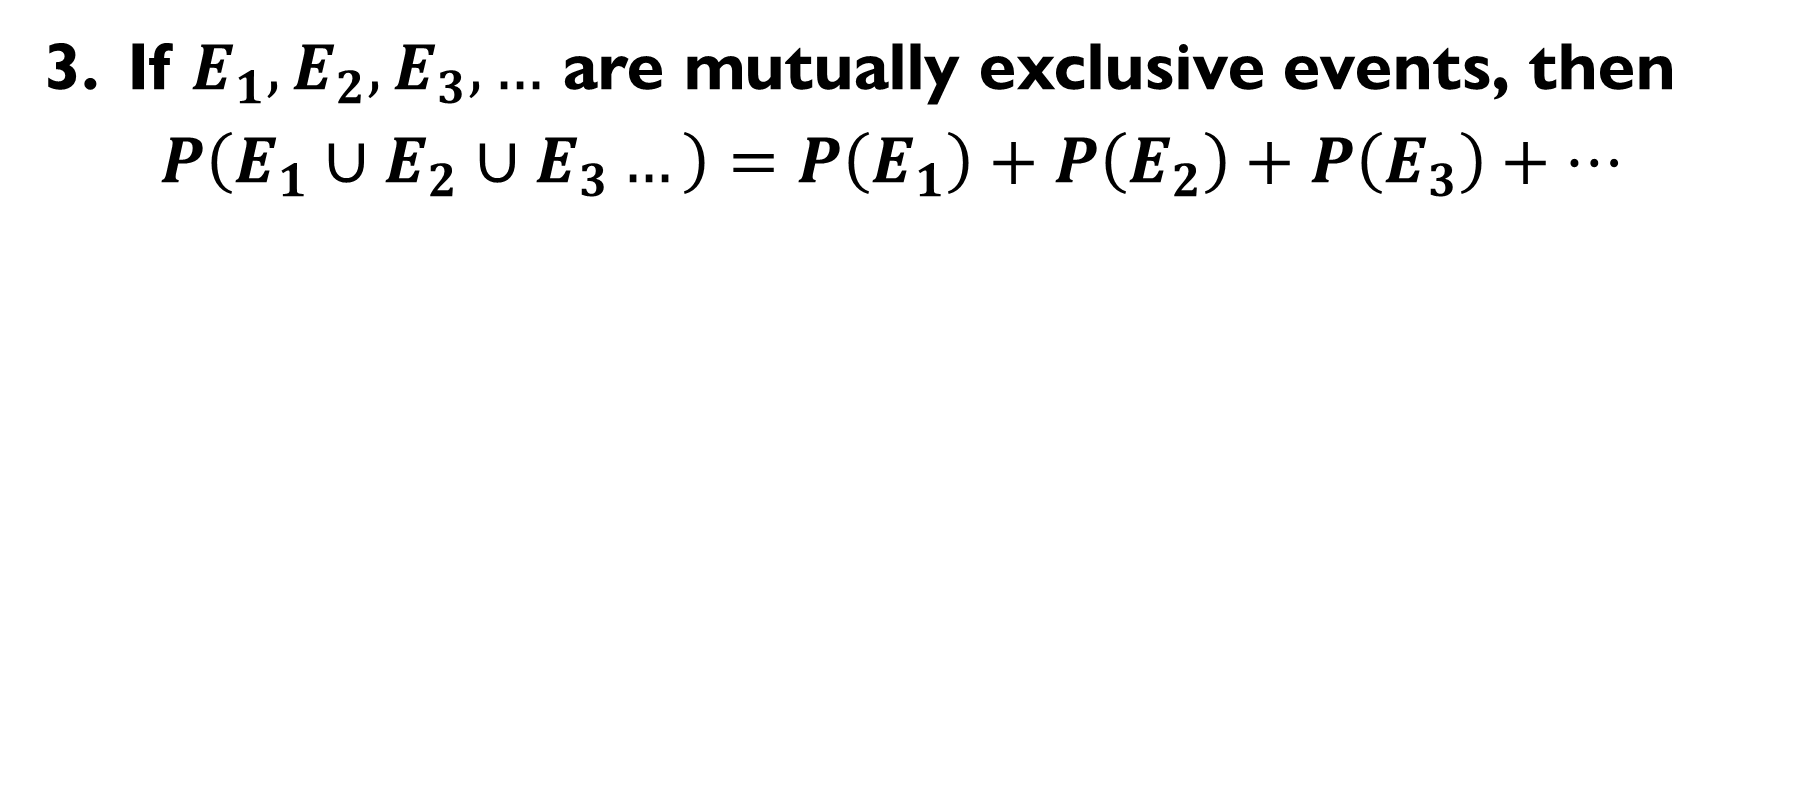 3. If E₁, E₂, E₃, … are mutually exclusive events, then
P(E₁ ∪ E₂ ∪ E₃ … ) = P(E₁) + P(E₂) + P(E₃) + ⋯